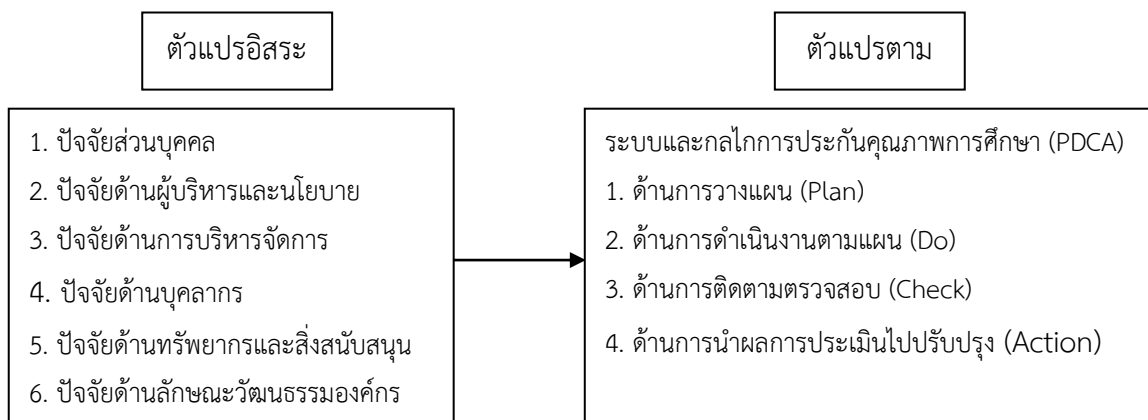 ตัวแปรอิสระ
1. ปัจจัยส่วนบุคคล
2. ปัจจัยด้านผู้บริหารและนโยบาย
3. ปัจจัยด้านการบริหารจัดการ
4. ปัจจัยด้านบุคลากร
5. ปัจจัยด้านทรัพยากรและสิ่งสนับสนุน
6. ปัจจัยด้านลักษณะวัฒนธรรมองค์กร
ตัวแปรตาม
ระบบและกลไกการประกันคุณภาพการศึกษา (PDCA)
1. ด้านการวางแผน (Plan)
2. ด้านการดำเนินงานตามแผน (Do)
3. ด้านการติดตามตรวจสอบ (Check)
4. ด้านการนำผลการประเมินไปปรับปรุง (Action)